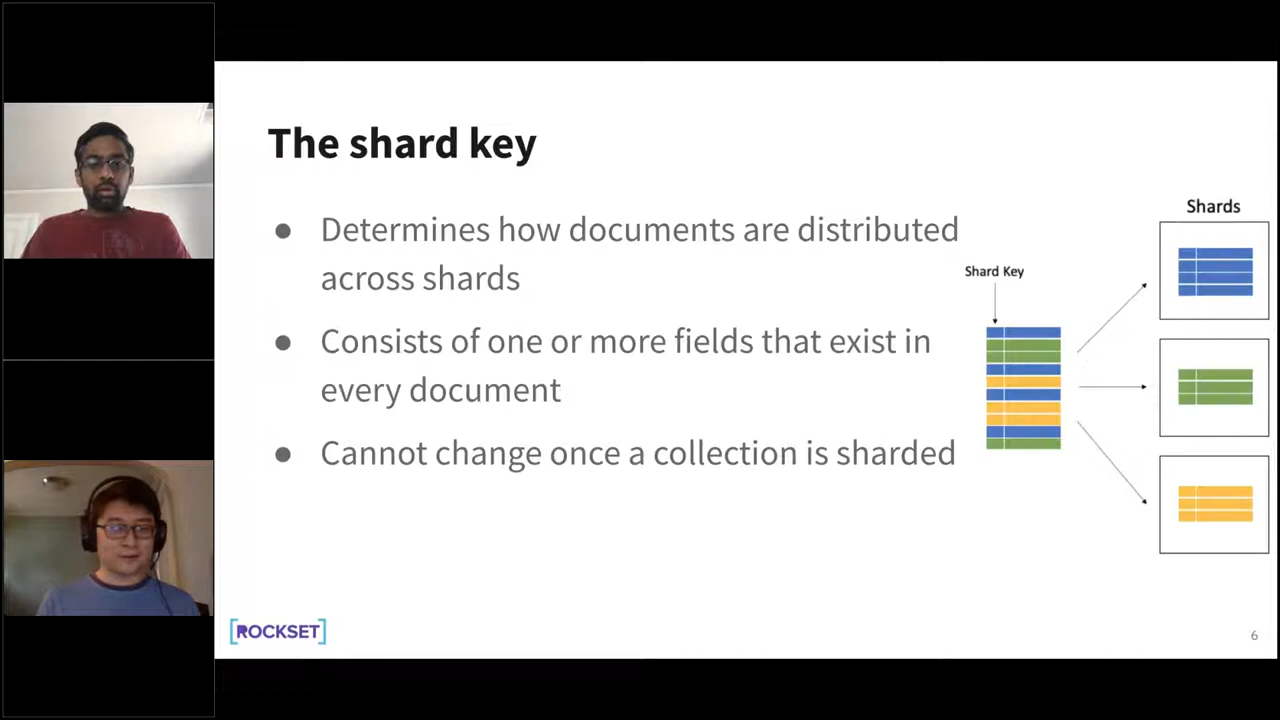 The shard key
● Determines how documents are distributed
across shards
● Consists of one or more fields that exist in
every document
● Cannot change once a collection is sharded
Shard Key
Shards
[ROCKSET]
6